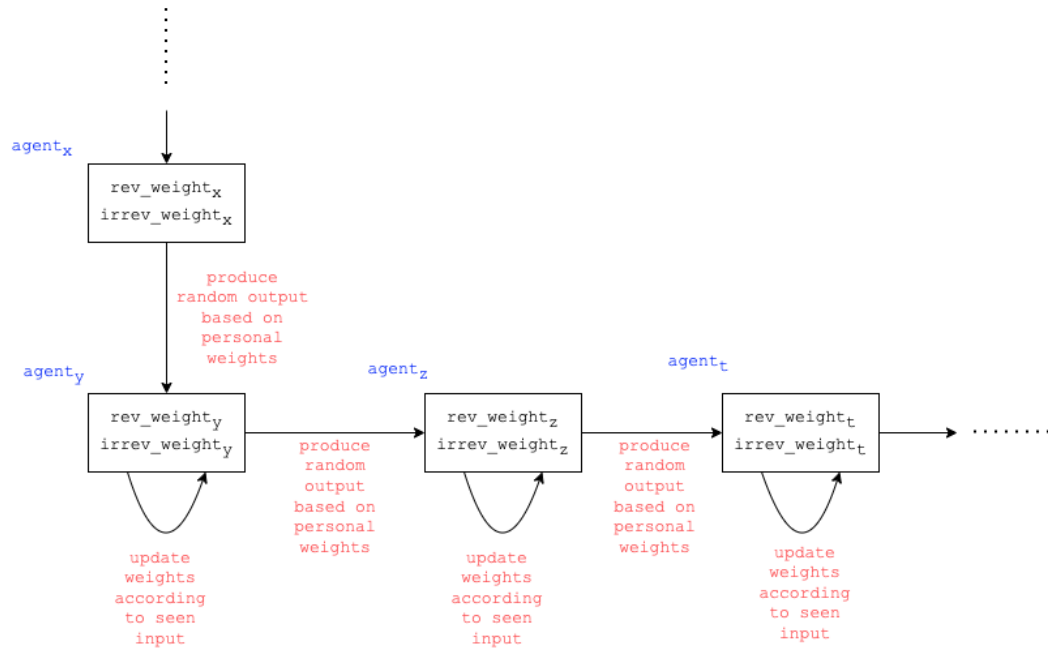 agentx
rev_weightx
irrev_weightx
produce
random output
based on
personal
weights
agenty
rev_weighty
irrev_weighty
update
weights
according
to seen
input
produce
random
output
based on
personal
weights
agentz
rev_weightz
irrev_weightz
update
weights
according
to seen
input
produce
random
output
based on
personal
weights
agentt
rev_weightt
irrev_weightt
update
weights
according
to seen
input